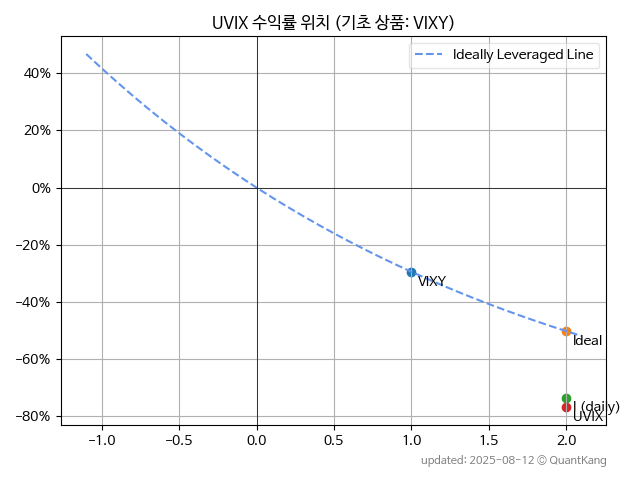 UVIX 수익률 위치 (기초 상품: VIXY)
Ideally Leveraged Line
40%
20%
0%
−20%
−40%
−60%
−80%
VIXY
Ideal
(daily)
UVIX
−1.0
−0.5
0.0
0.5
1.0
1.5
2.0
updated: 2025-08-12 © QuantKang